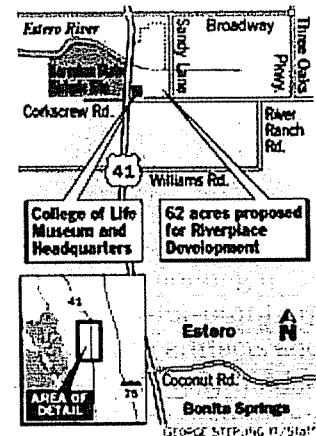 Estero River
Broadway
Sandy Lane
Three Oaks
Pkwy.
Corkscrew Rd.
River
Ranch
Rd.
41
Williams Rd.
College of Life
Museum and
Headquarters
62 acres proposed
for Riverplace
Development
41
75
AREA OF
DETAIL
Estero
N
Coconut Rd.
Bonita Springs
GEORGE